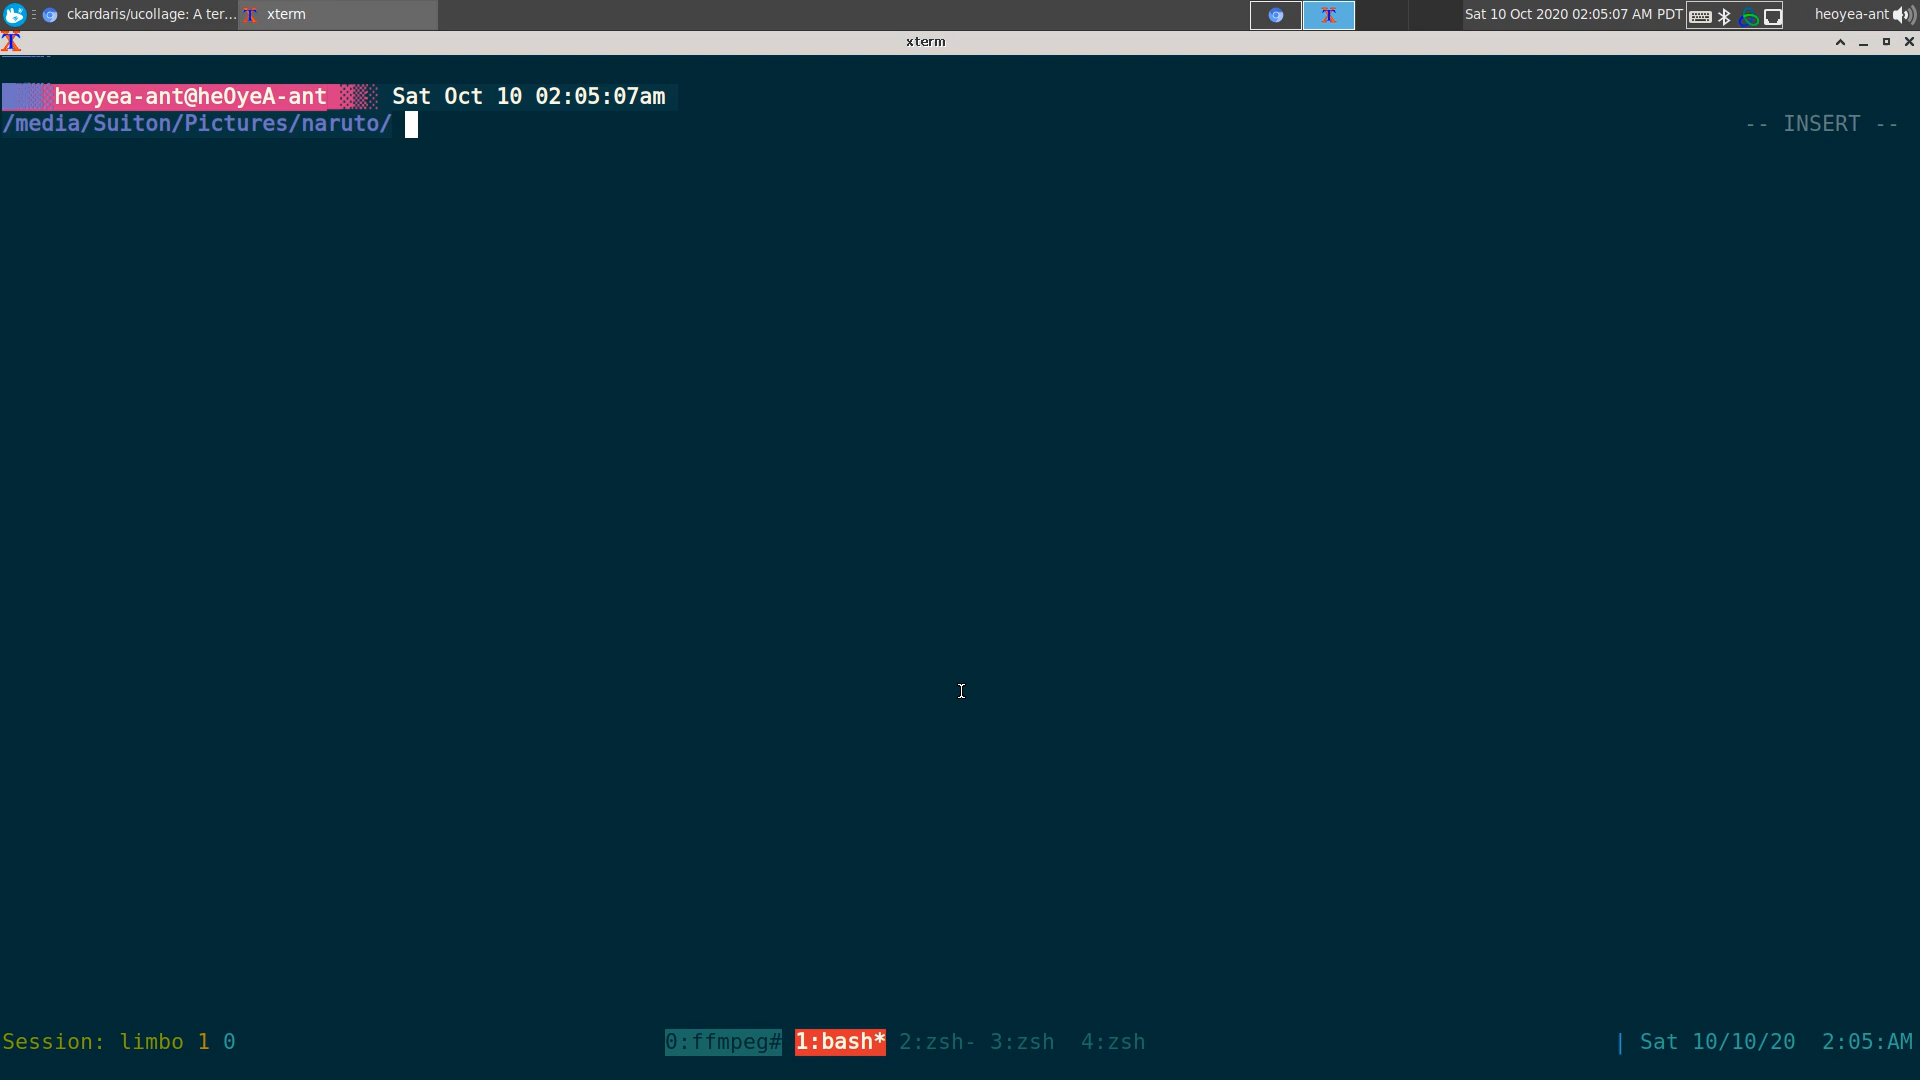 ckardaris/ucollage: A ter... xterm Sat 10 Oct 2020 02:05:07 AM PDT heoyea-ant
xterm
heoyea-ant@heOyeA-ant Sat Oct 10 02:05:07am
/media/Suiton/Pictures/naruto/ -- INSERT --
Session: limbo 1 0 0:ffmpeg# 1:bash* 2:zsh- 3:zsh 4:zsh | Sat 10/10/20 2:05:AM